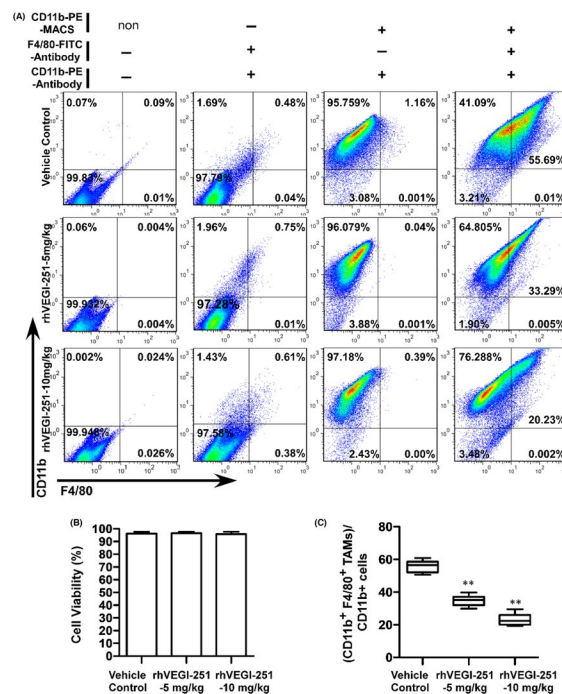 (A)
CD11b-PE
-MACS
non
—
+
+
F4/80-FITC
-Antibody
—
+
—
+
CD11b-PE
-Antibody
—
+
+
+
Vehicle Control
0.07% 0.09% 1.69% 0.48% 95.759% 1.16% 41.09%
55.69%
99.83% 97.78%
0.01% 0.04% 3.08% 0.001% 3.21% 0.01%
rhVEGI-251-5mg/kg
0.06% 0.004% 1.96% 0.75% 96.079% 0.04% 64.805%
33.29%
99.932% 97.28%
0.004% 0.01% 3.88% 0.001% 1.90% 0.005%
rhVEGI-251-10mg/kg
0.002% 0.024% 1.43% 0.61% 97.18% 0.39% 76.288%
20.23%
99.948% 97.58%
0.026% 0.38% 2.43% 0.00% 3.48% 0.002%
CD11b
F4/80
(B)
Cell Viability (%)
100
90
80
70
60
50
40
30
20
10
0
Vehicle
Control
rhVEGI-251
-5 mg/kg
rhVEGI-251
-10 mg/kg
(C)
(CD11b+ F4/80+ TAMs)/
CD11b+ cells
80
60
40
20
0
**
**
Vehicle
Control
rhVEGI-251
-5 mg/kg
rhVEGI-251
-10 mg/kg